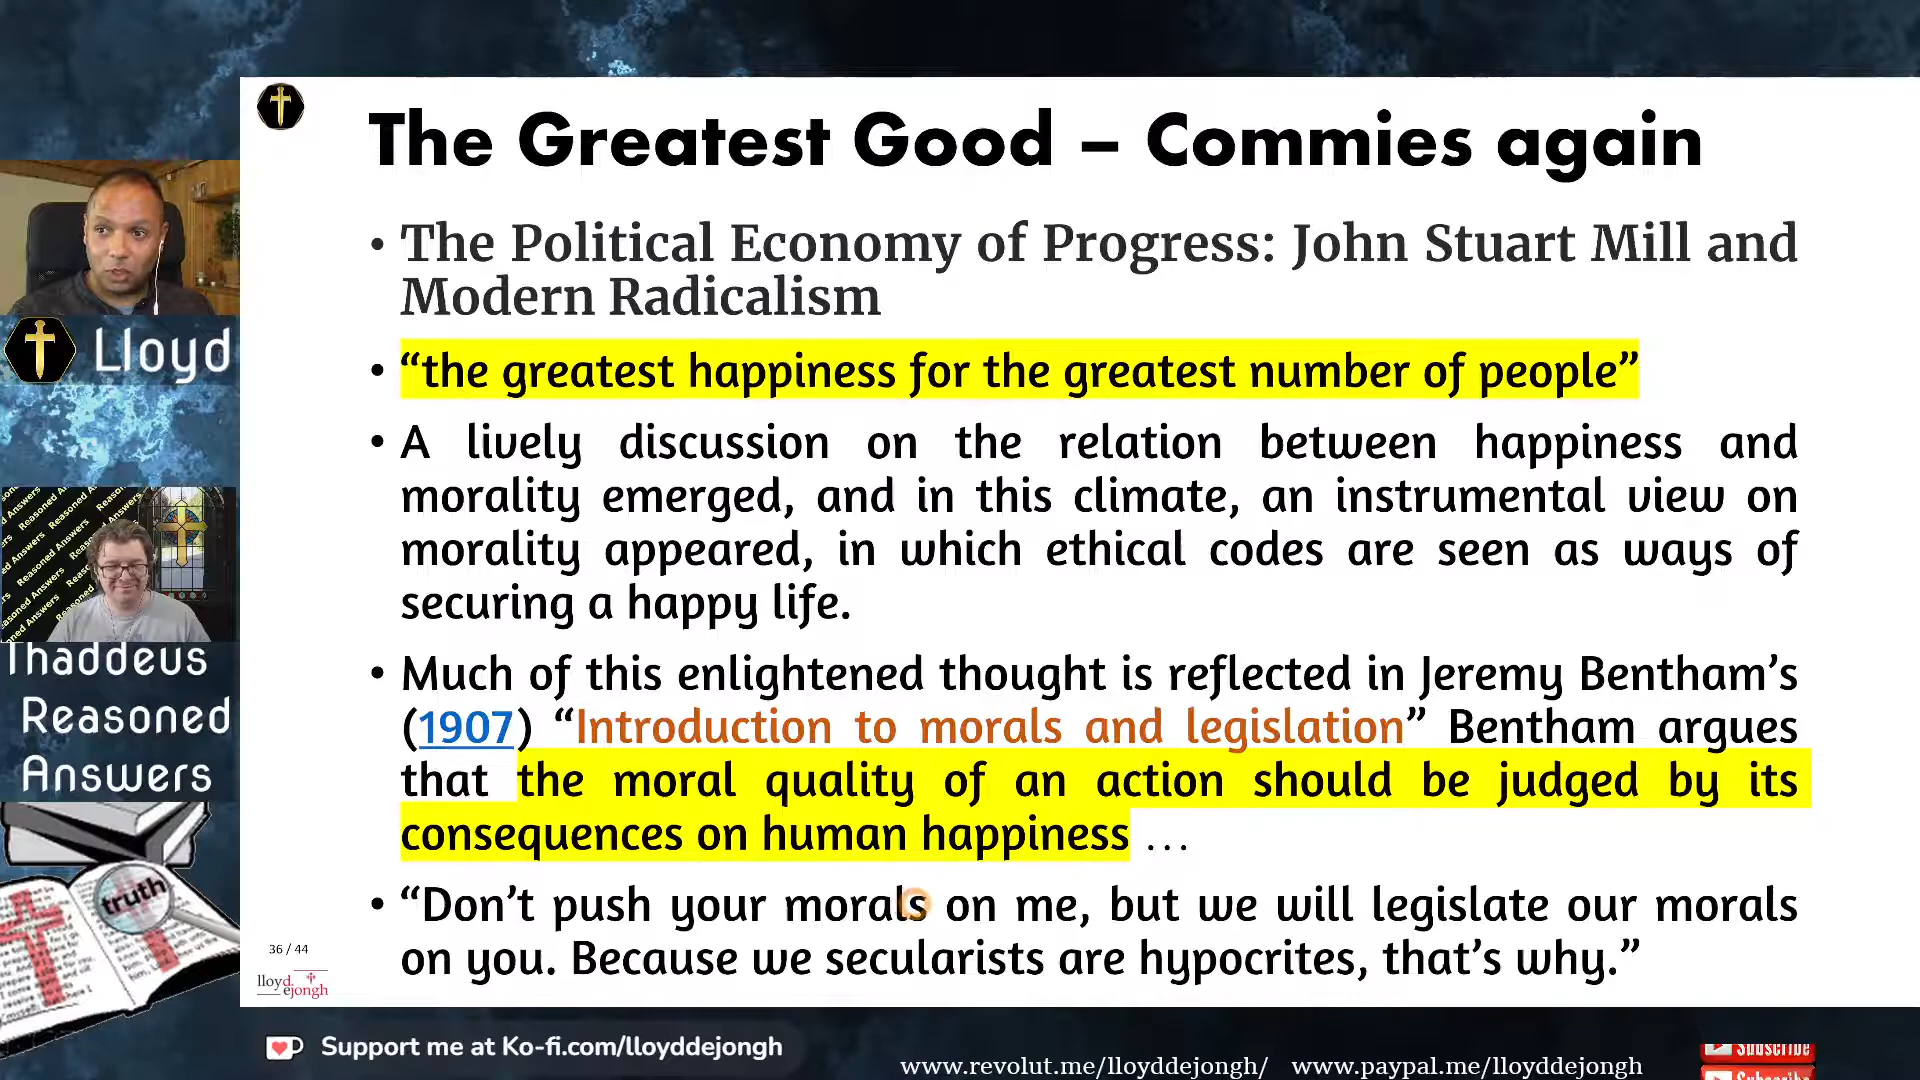 The Greatest Good – Commies again
• The Political Economy of Progress: John Stuart Mill and
Modern Radicalism
• “the greatest happiness for the greatest number of people”
• A lively discussion on the relation between happiness and
morality emerged, and in this climate, an instrumental view on
morality appeared, in which ethical codes are seen as ways of
securing a happy life.
• Much of this enlightened thought is reflected in Jeremy Bentham’s
(1907) “Introduction to morals and legislation” Bentham argues
that the moral quality of an action should be judged by its
consequences on human happiness …
• “Don’t push your morals on me, but we will legislate our morals
on you. Because we secularists are hypocrites, that’s why.”
36 / 44
lloyd
ejongh
Lloyd
Thaddeus
Reasoned
Answers
truth
Support me at Ko-fi.com/lloyddejongh
www.revolut.me/lloyddejongh/ www.paypal.me/lloyddejongh
Subscribe
Subscribe